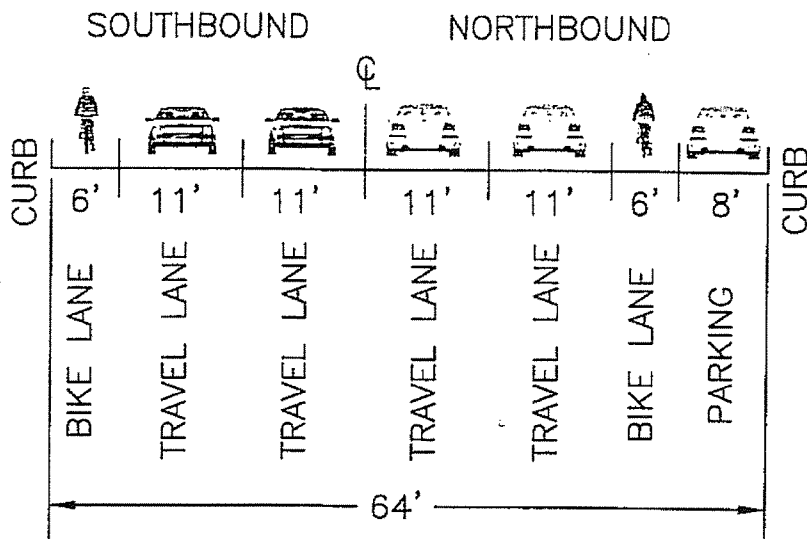 SOUTHBOUND NORTHBOUND
℄
CURB
CURB
6' 11' 11' 11' 11' 6' 8'
BIKE LANE
TRAVEL LANE
TRAVEL LANE
TRAVEL LANE
TRAVEL LANE
BIKE LANE
PARKING
64'